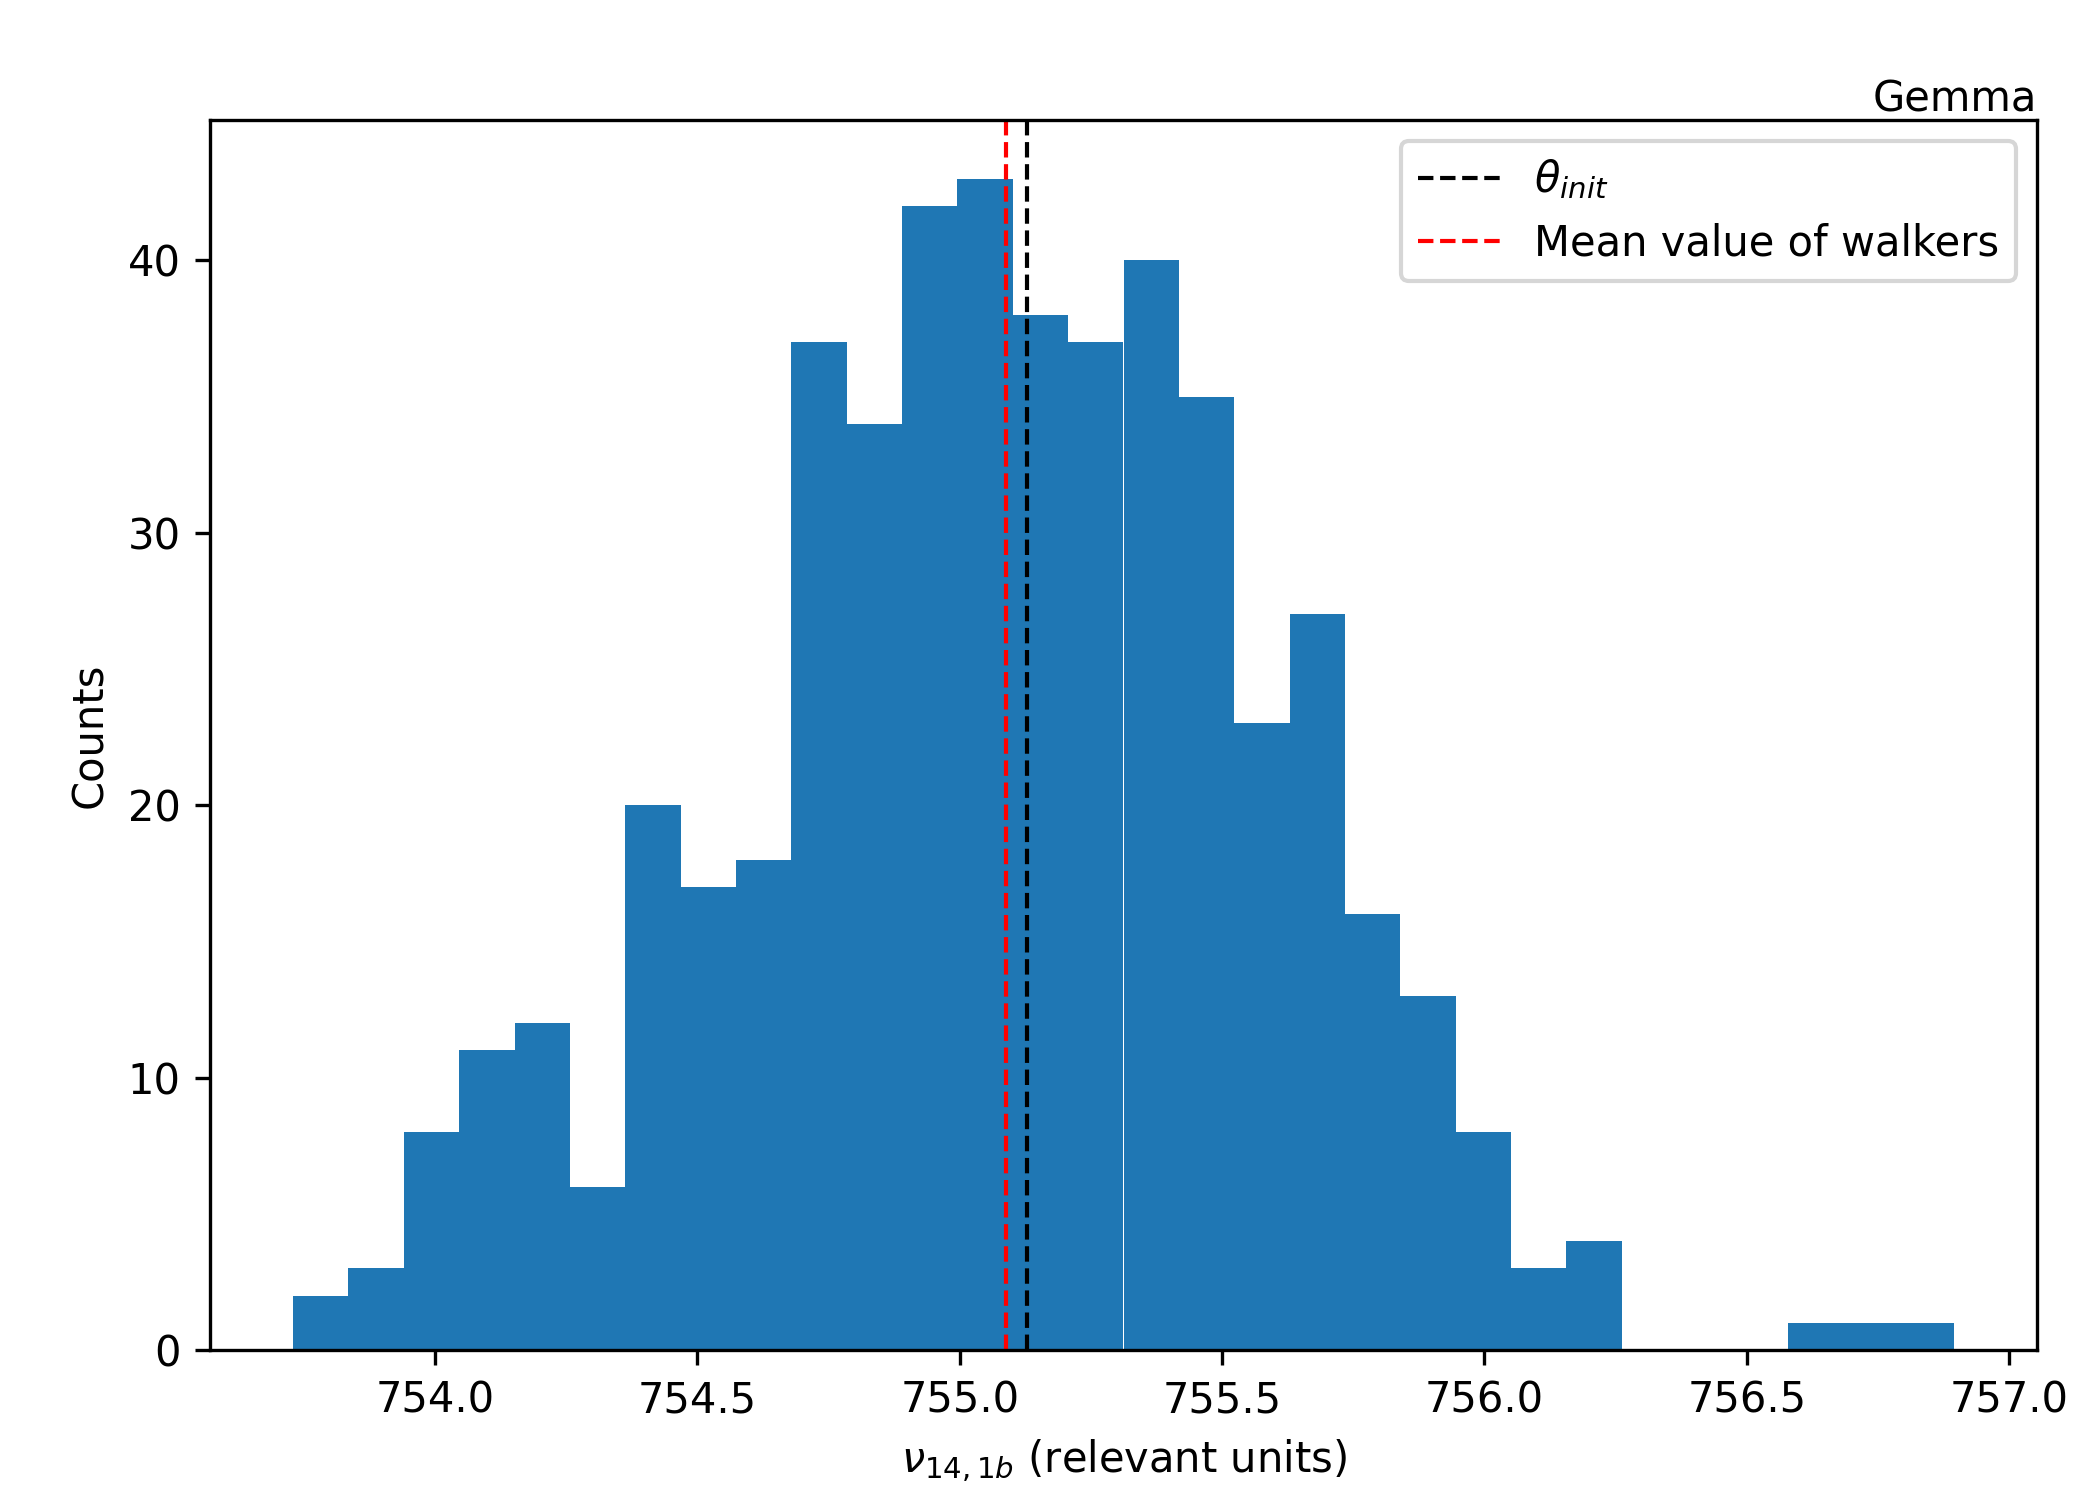 Gemma
θinit
Mean value of walkers
40
30
20
10
0
Counts
754.0 754.5 755.0 755.5 756.0 756.5 757.0
ν14,1b (relevant units)